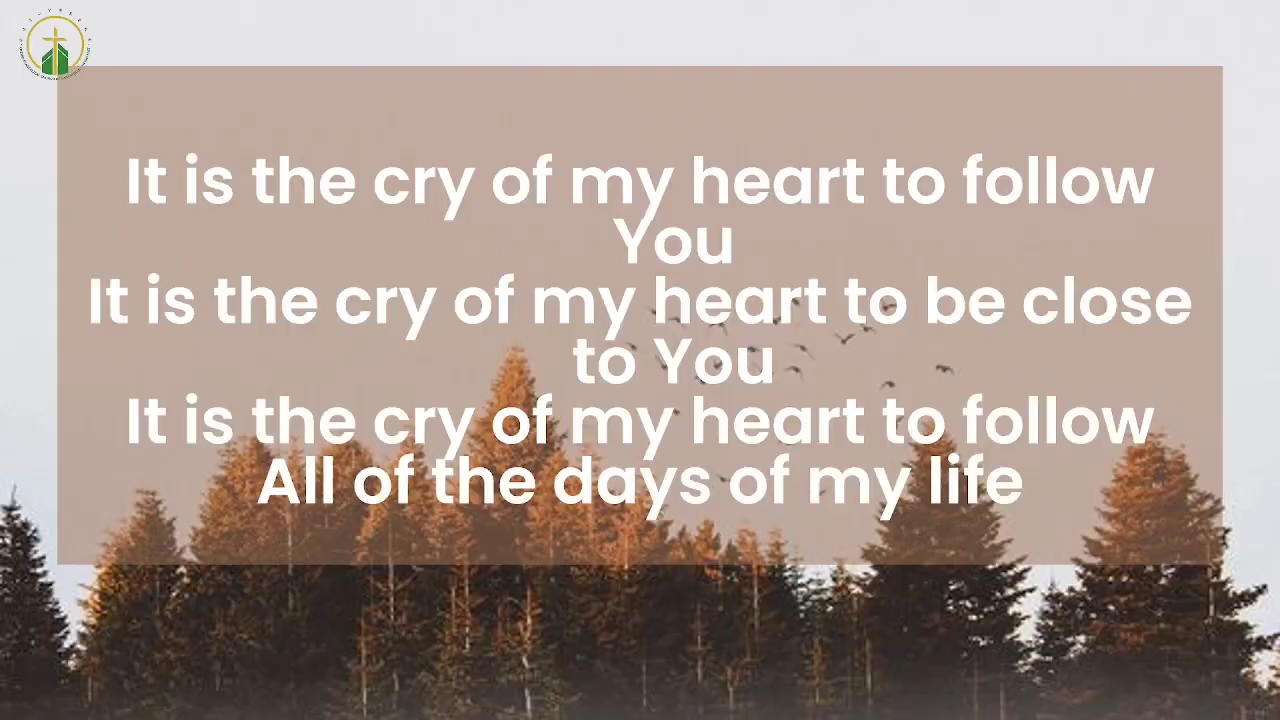 It is the cry of my heart to follow
You
It is the cry of my heart to be close
to You
It is the cry of my heart to follow
All of the days of my life